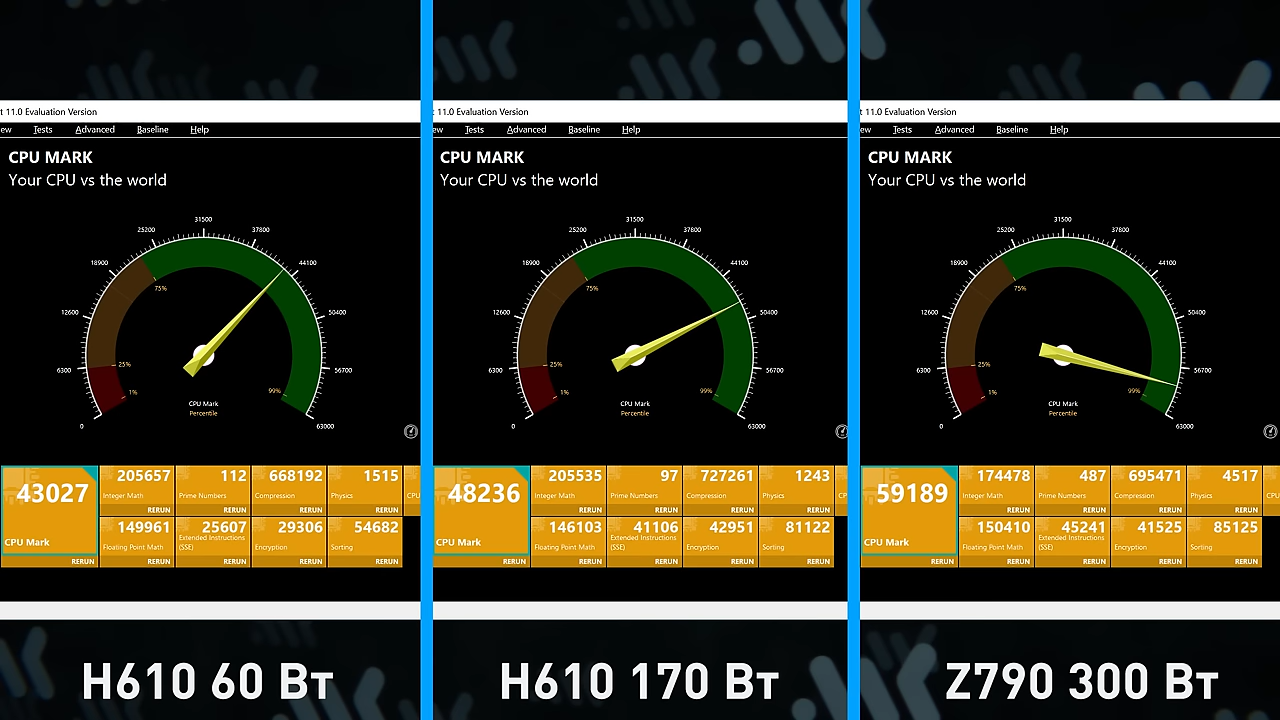 t 11.0 Evaluation Version
ew Tests Advanced Baseline Help
CPU MARK
Your CPU vs the world
0
6300
12600
18900
25200
31500
37800
44100
50400
56700
63000
1%
25%
75%
99%
CPU Mark
Percentile
43027
CPU Mark
RERUN
205657
Integer Math
RERUN
112
Prime Numbers
RERUN
668192
Compression
RERUN
1515
Physics
RERUN
CPU
149961
Floating Point Math
RERUN
25607
Extended Instructions
(SSE)
RERUN
29306
Encryption
RERUN
54682
Sorting
RERUN
H610 60 Вт
t 11.0 Evaluation Version
ew Tests Advanced Baseline Help
CPU MARK
Your CPU vs the world
0
6300
12600
18900
25200
31500
37800
44100
50400
56700
63000
1%
25%
75%
99%
CPU Mark
Percentile
48236
CPU Mark
RERUN
205535
Integer Math
RERUN
97
Prime Numbers
RERUN
727261
Compression
RERUN
1243
Physics
RERUN
CP
146103
Floating Point Math
RERUN
41106
Extended Instructions
(SSE)
RERUN
42951
Encryption
RERUN
81122
Sorting
RERUN
H610 170 Вт
t 11.0 Evaluation Version
ew Tests Advanced Baseline Help
CPU MARK
Your CPU vs the world
0
6300
12600
18900
25200
31500
37800
44100
50400
56700
63000
1%
25%
75%
99%
CPU Mark
Percentile
59189
CPU Mark
RERUN
174478
Integer Math
RERUN
487
Prime Numbers
RERUN
695471
Compression
RERUN
4517
Physics
RERUN
CPU
150410
Floating Point Math
RERUN
45241
Extended Instructions
(SSE)
RERUN
41525
Encryption
RERUN
85125
Sorting
RERUN
Z790 300 Вт